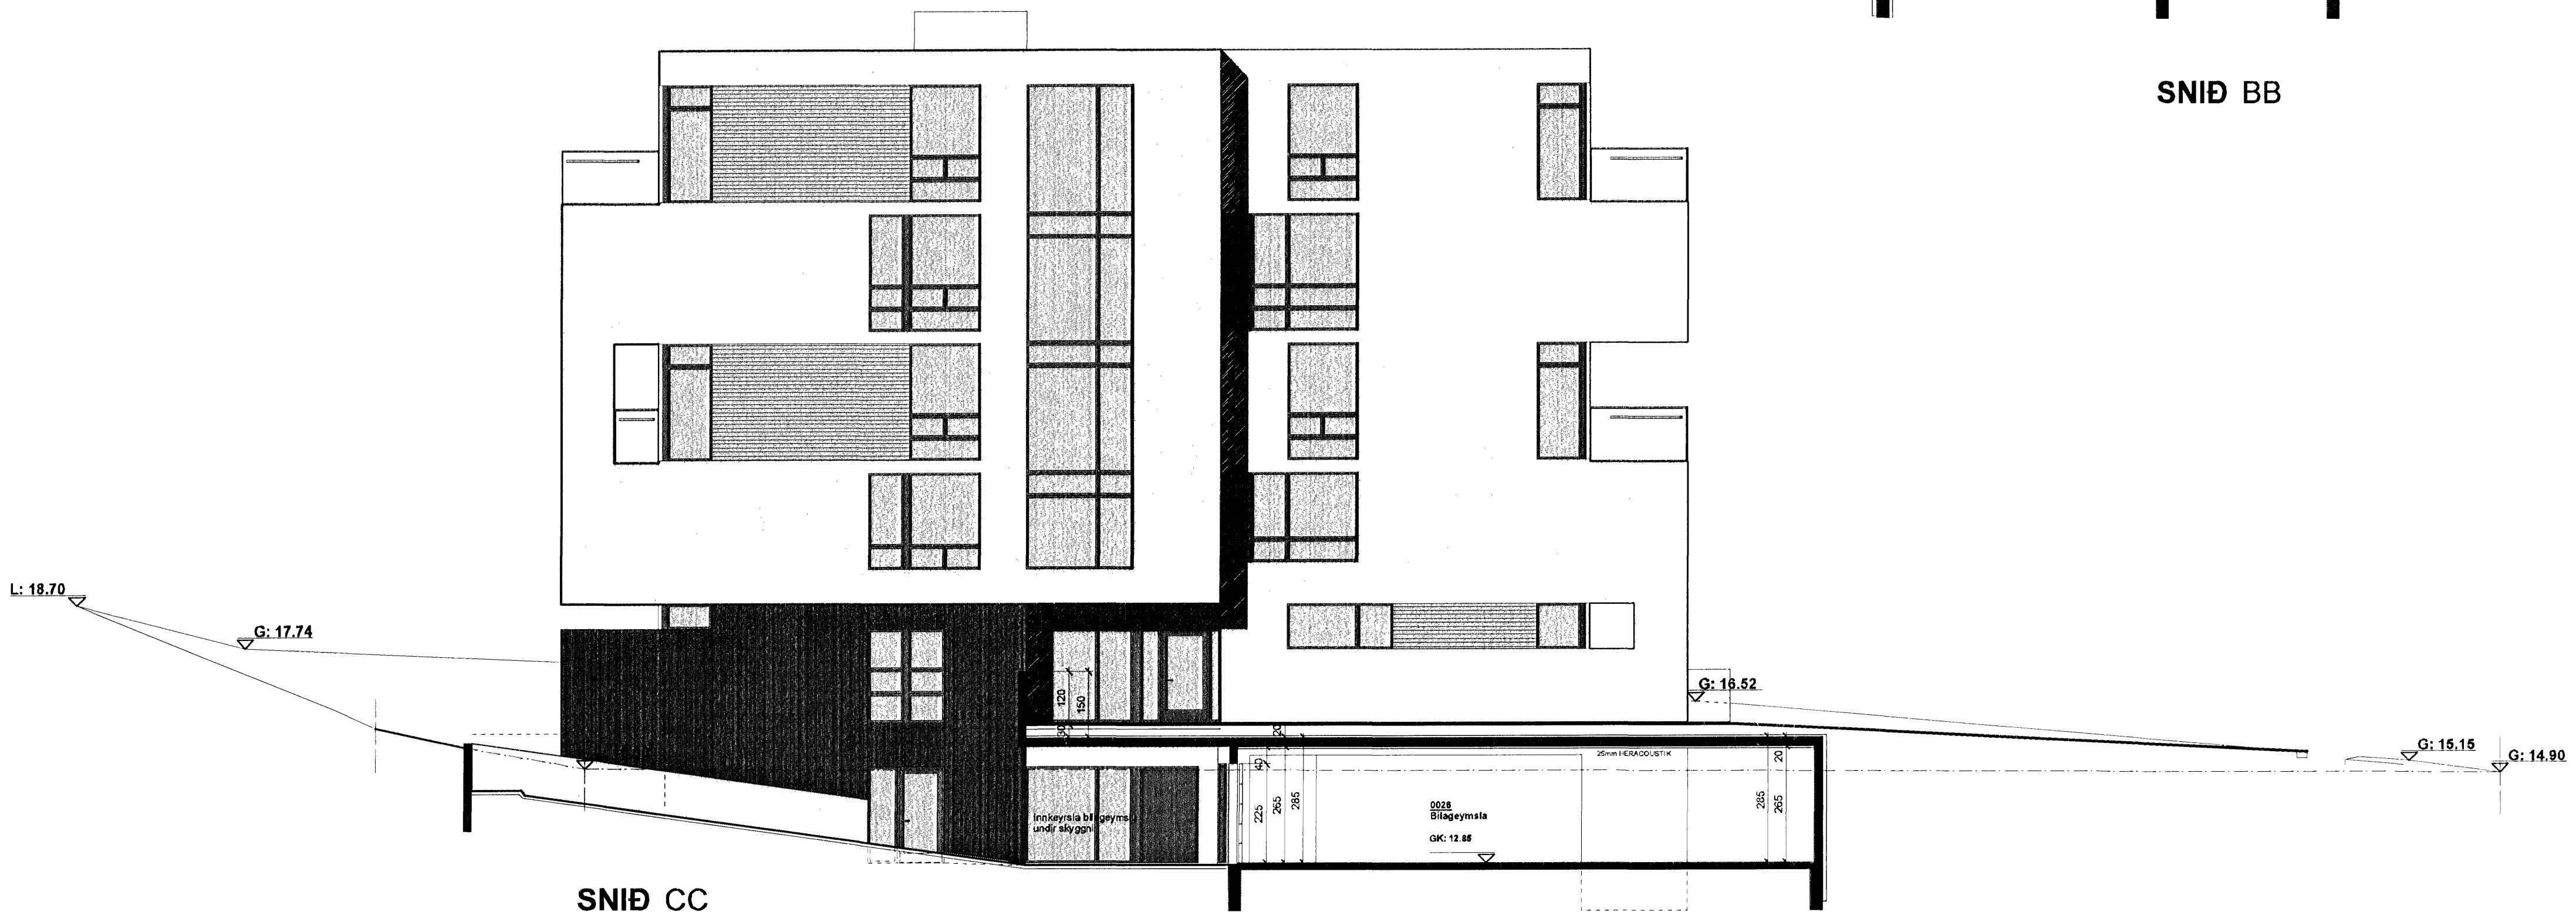 SNIÐ BB
L: 18.70
G: 17.74
G: 16.52
G: 15.15
G: 14.90
120
150
30
20
25mm HERACOUSTIK
20
40
225
265
285
285
265
Innkeyrsla bílageymslu
undir skyggni
0028
Bílageymsla
GK: 12.85
SNIÐ CC